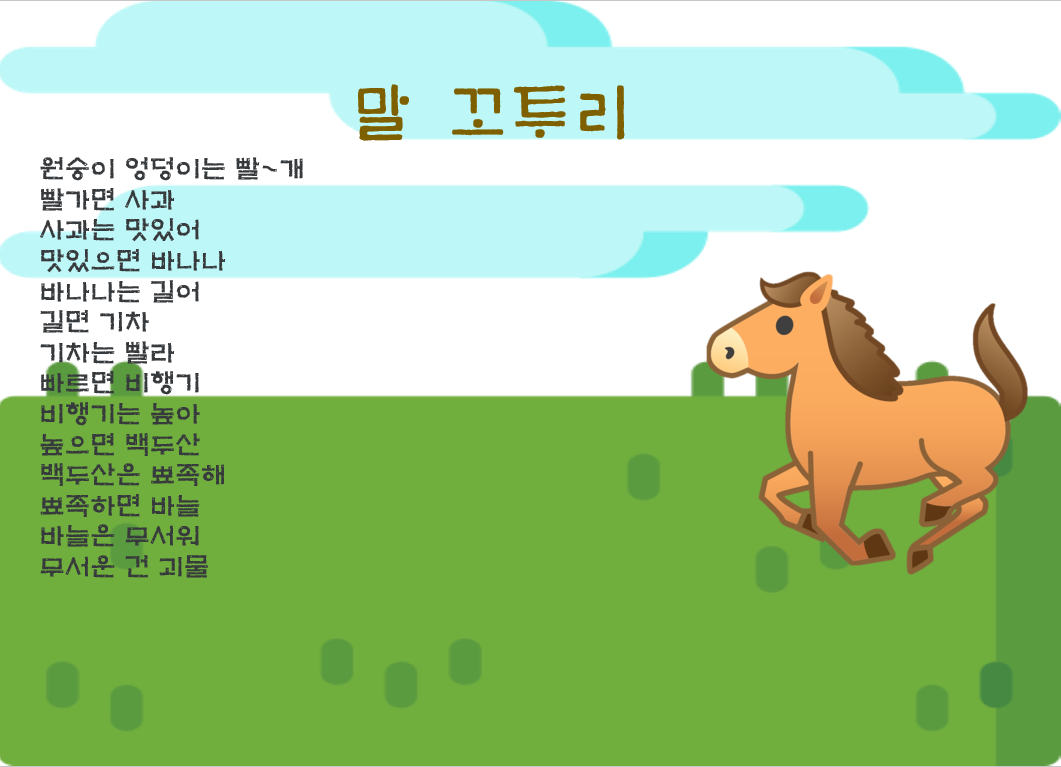 말 꼬투리
원숭이 엉덩이는 빨~개
빨가면 사과
사과는 맛있어
맛있으면 바나나
바나나는 길어
길면 기차
기차는 빨라
빠르면 비행기
비행기는 높아
높으면 백두산
백두산은 뾰족해
뾰족하면 바늘
바늘은 무서워
무서운 건 괴물